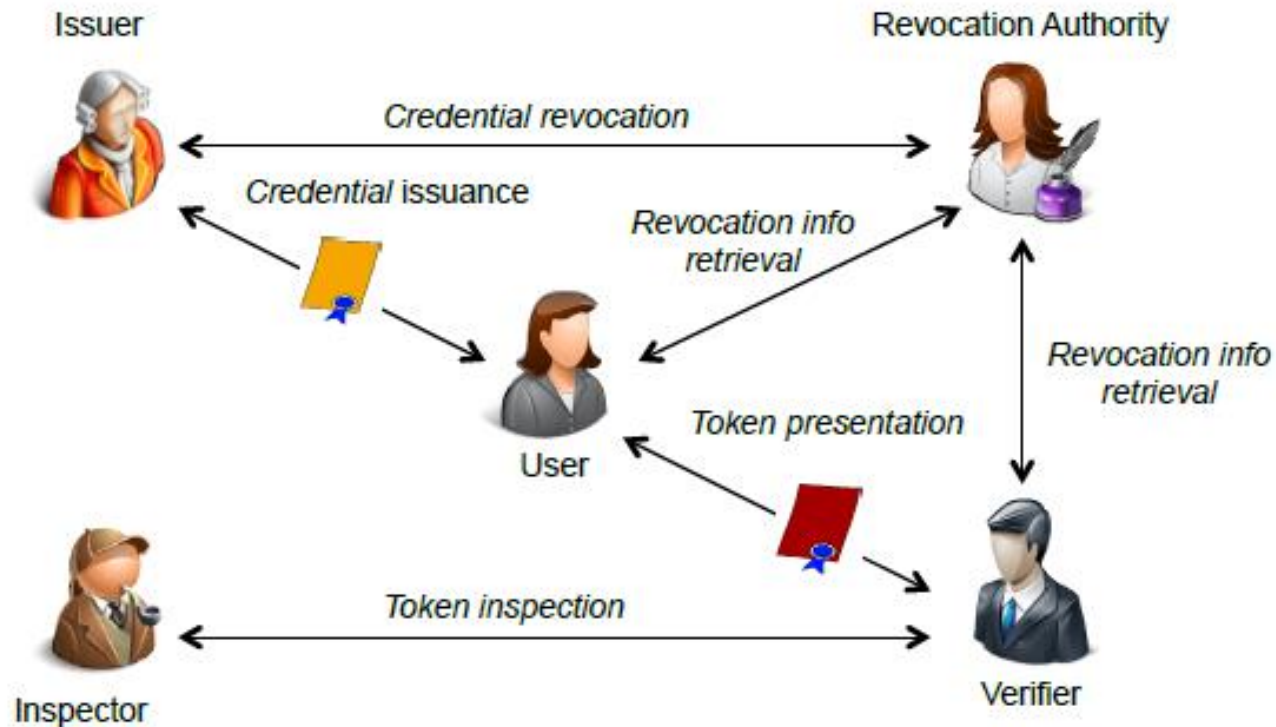 Issuer
Revocation Authority
Credential revocation
Credential issuance
Revocation info
retrieval
Revocation info
retrieval
Token presentation
User
Token inspection
Verifier
Inspector